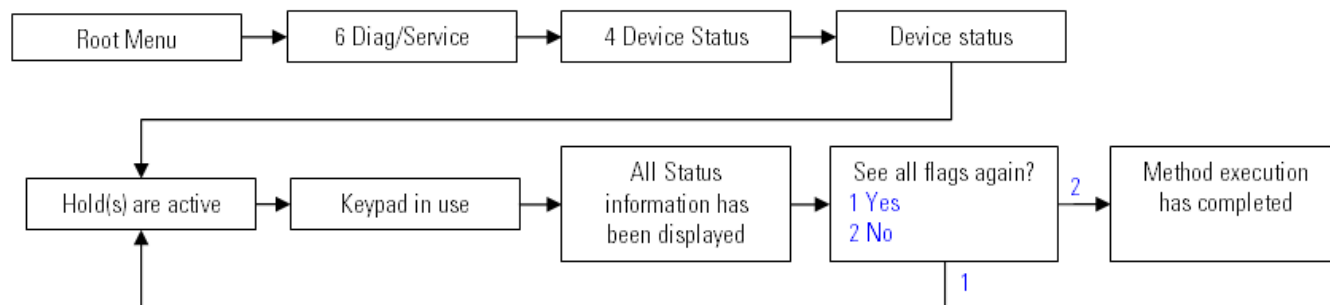 Root Menu
6 Diag/Service
4 Device Status
Device status
Hold(s) are active
Keypad in use
All Status
information has
been displayed
See all flags again?
1 Yes
2 No
2
Method execution
has completed
1